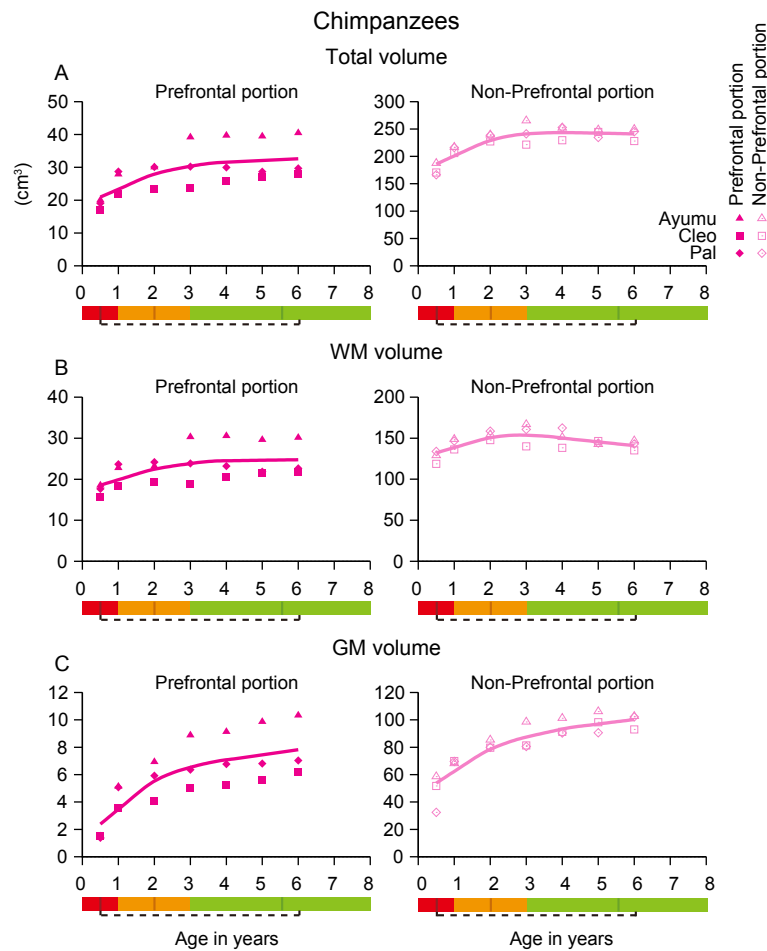 Chimpanzees
Total volume
A
Prefrontal portion
Non-Prefrontal portion
(cm³)
50
40
30
20
10
0
0 1 2 3 4 5 6 7 8
300
250
200
150
100
50
0
0 1 2 3 4 5 6 7 8
Prefrontal portion
Non-Prefrontal portion
Ayumu
Cleo
Pal
WM volume
B
Prefrontal portion
Non-Prefrontal portion
40
30
20
10
0
0 1 2 3 4 5 6 7 8
200
150
100
50
0
0 1 2 3 4 5 6 7 8
GM volume
C
Prefrontal portion
Non-Prefrontal portion
12
10
8
6
4
2
0
0 1 2 3 4 5 6 7 8
120
100
80
60
40
20
0
0 1 2 3 4 5 6 7 8
Age in years
Age in years